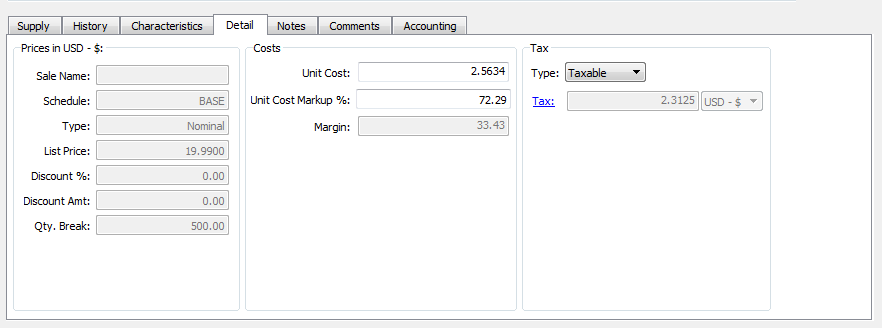 Supply History Characteristics Detail Notes Comments Accounting
Prices in USD - $:
Sale Name:
Schedule: BASE
Type: Nominal
List Price: 19.9900
Discount %: 0.00
Discount Amt: 0.00
Qty. Break: 500.00
Costs
Unit Cost: 2.5634
Unit Cost Markup %: 72.29
Margin: 33.43
Tax
Type: Taxable
Tax: 2.3125 USD - $